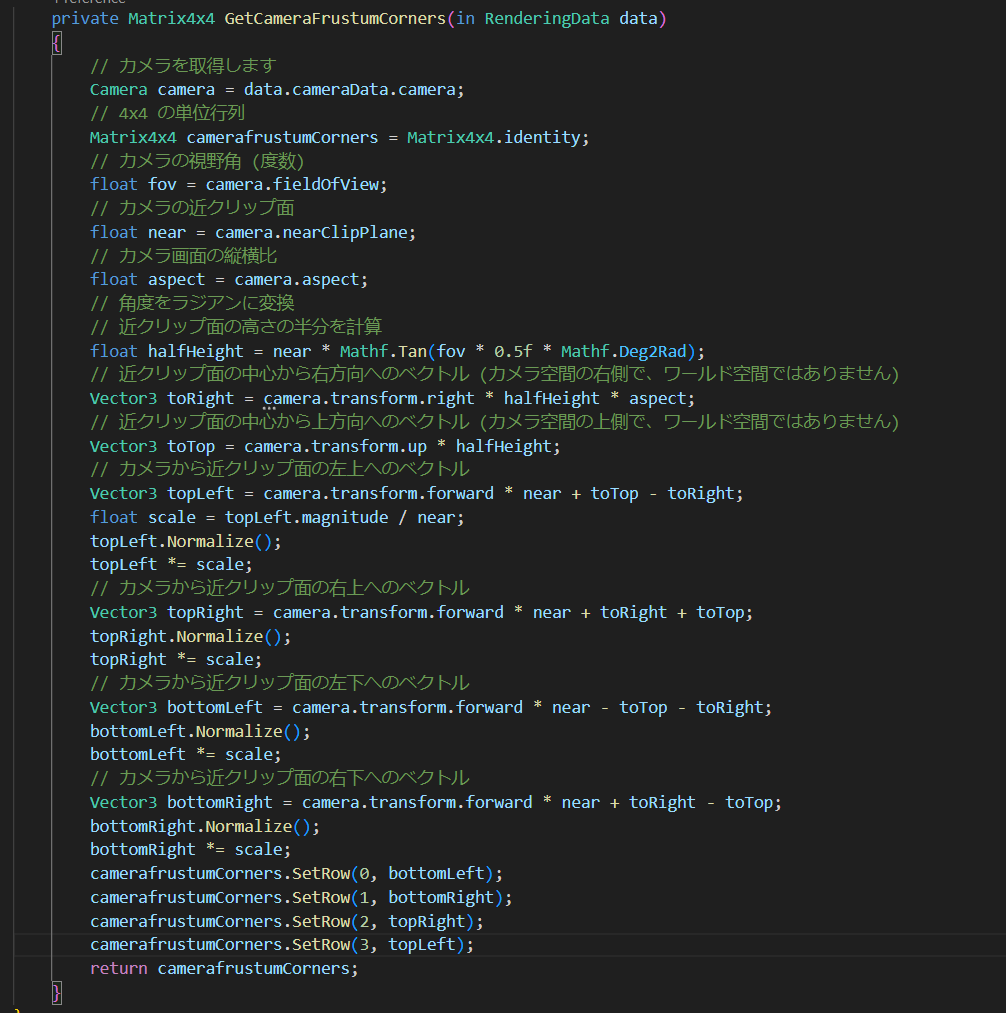 private Matrix4x4 GetCameraFrustumCorners(in RenderingData data)
{
// カメラを取得します
Camera camera = data.cameraData.camera;
// 4x4 の単位行列
Matrix4x4 camerafrustumCorners = Matrix4x4.identity;
// カメラの視野角 (度数)
float fov = camera.fieldOfView;
// カメラの近クリップ面
float near = camera.nearClipPlane;
// カメラ画面の縦横比
float aspect = camera.aspect;
// 角度をラジアンに変換
// 近クリップ面の高さの半分を計算
float halfHeight = near * Mathf.Tan(fov * 0.5f * Mathf.Deg2Rad);
// 近クリップ面の中心から右方向へのベクトル (カメラ空間の右側で、ワールド空間ではありません)
Vector3 toRight = camera.transform.right * halfHeight * aspect;
// 近クリップ面の中心から上方向へのベクトル (カメラ空間の上側で、ワールド空間ではありません)
Vector3 toTop = camera.transform.up * halfHeight;
// カメラから近クリップ面の左上へのベクトル
Vector3 topLeft = camera.transform.forward * near + toTop - toRight;
float scale = topLeft.magnitude / near;
topLeft.Normalize();
topLeft *= scale;
// カメラから近クリップ面の右上へのベクトル
Vector3 topRight = camera.transform.forward * near + toRight + toTop;
topRight.Normalize();
topRight *= scale;
// カメラから近クリップ面の左下へのベクトル
Vector3 bottomLeft = camera.transform.forward * near - toTop - toRight;
bottomLeft.Normalize();
bottomLeft *= scale;
// カメラから近クリップ面の右下へのベクトル
Vector3 bottomRight = camera.transform.forward * near + toRight - toTop;
bottomRight.Normalize();
bottomRight *= scale;
camerafrustumCorners.SetRow(0, bottomLeft);
camerafrustumCorners.SetRow(1, bottomRight);
camerafrustumCorners.SetRow(2, topRight);
camerafrustumCorners.SetRow(3, topLeft);
return camerafrustumCorners;
}